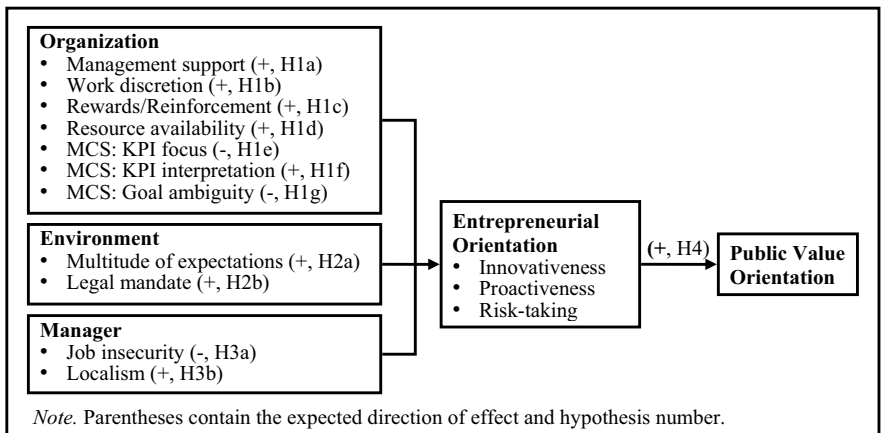 Organization
• Management support (+, H1a)
• Work discretion (+, H1b)
• Rewards/Reinforcement (+, H1c)
• Resource availability (+, H1d)
• MCS: KPI focus (-, H1e)
• MCS: KPI interpretation (+, H1f)
• MCS: Goal ambiguity (-, H1g)
Environment
• Multitude of expectations (+, H2a)
• Legal mandate (+, H2b)
Manager
• Job insecurity (-, H3a)
• Localism (+, H3b)
Entrepreneurial
Orientation
• Innovativeness
• Proactiveness
• Risk-taking
(+, H4)
Public Value
Orientation
Note. Parentheses contain the expected direction of effect and hypothesis number.